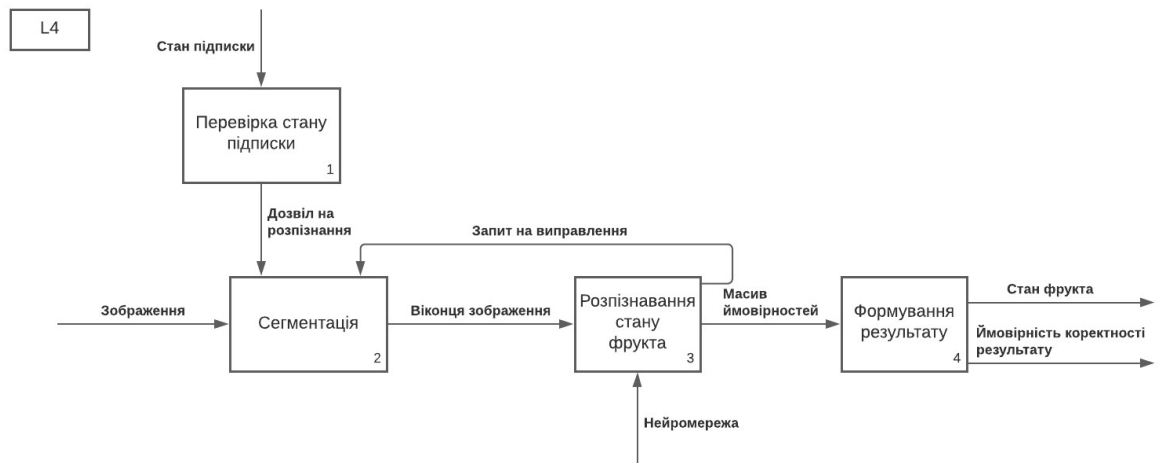 L4
Стан підписки
Перевірка стану
підписки
1
Дозвіл на
розпізнання
Запит на виправлення
Зображення
Сегментація
2
Віконця зображення
Розпізнавання
стану
фрукта
3
Масив
ймовірностей
Формування
результату
4
Стан фрукта
Ймовірність коректності
результату
Нейромережа